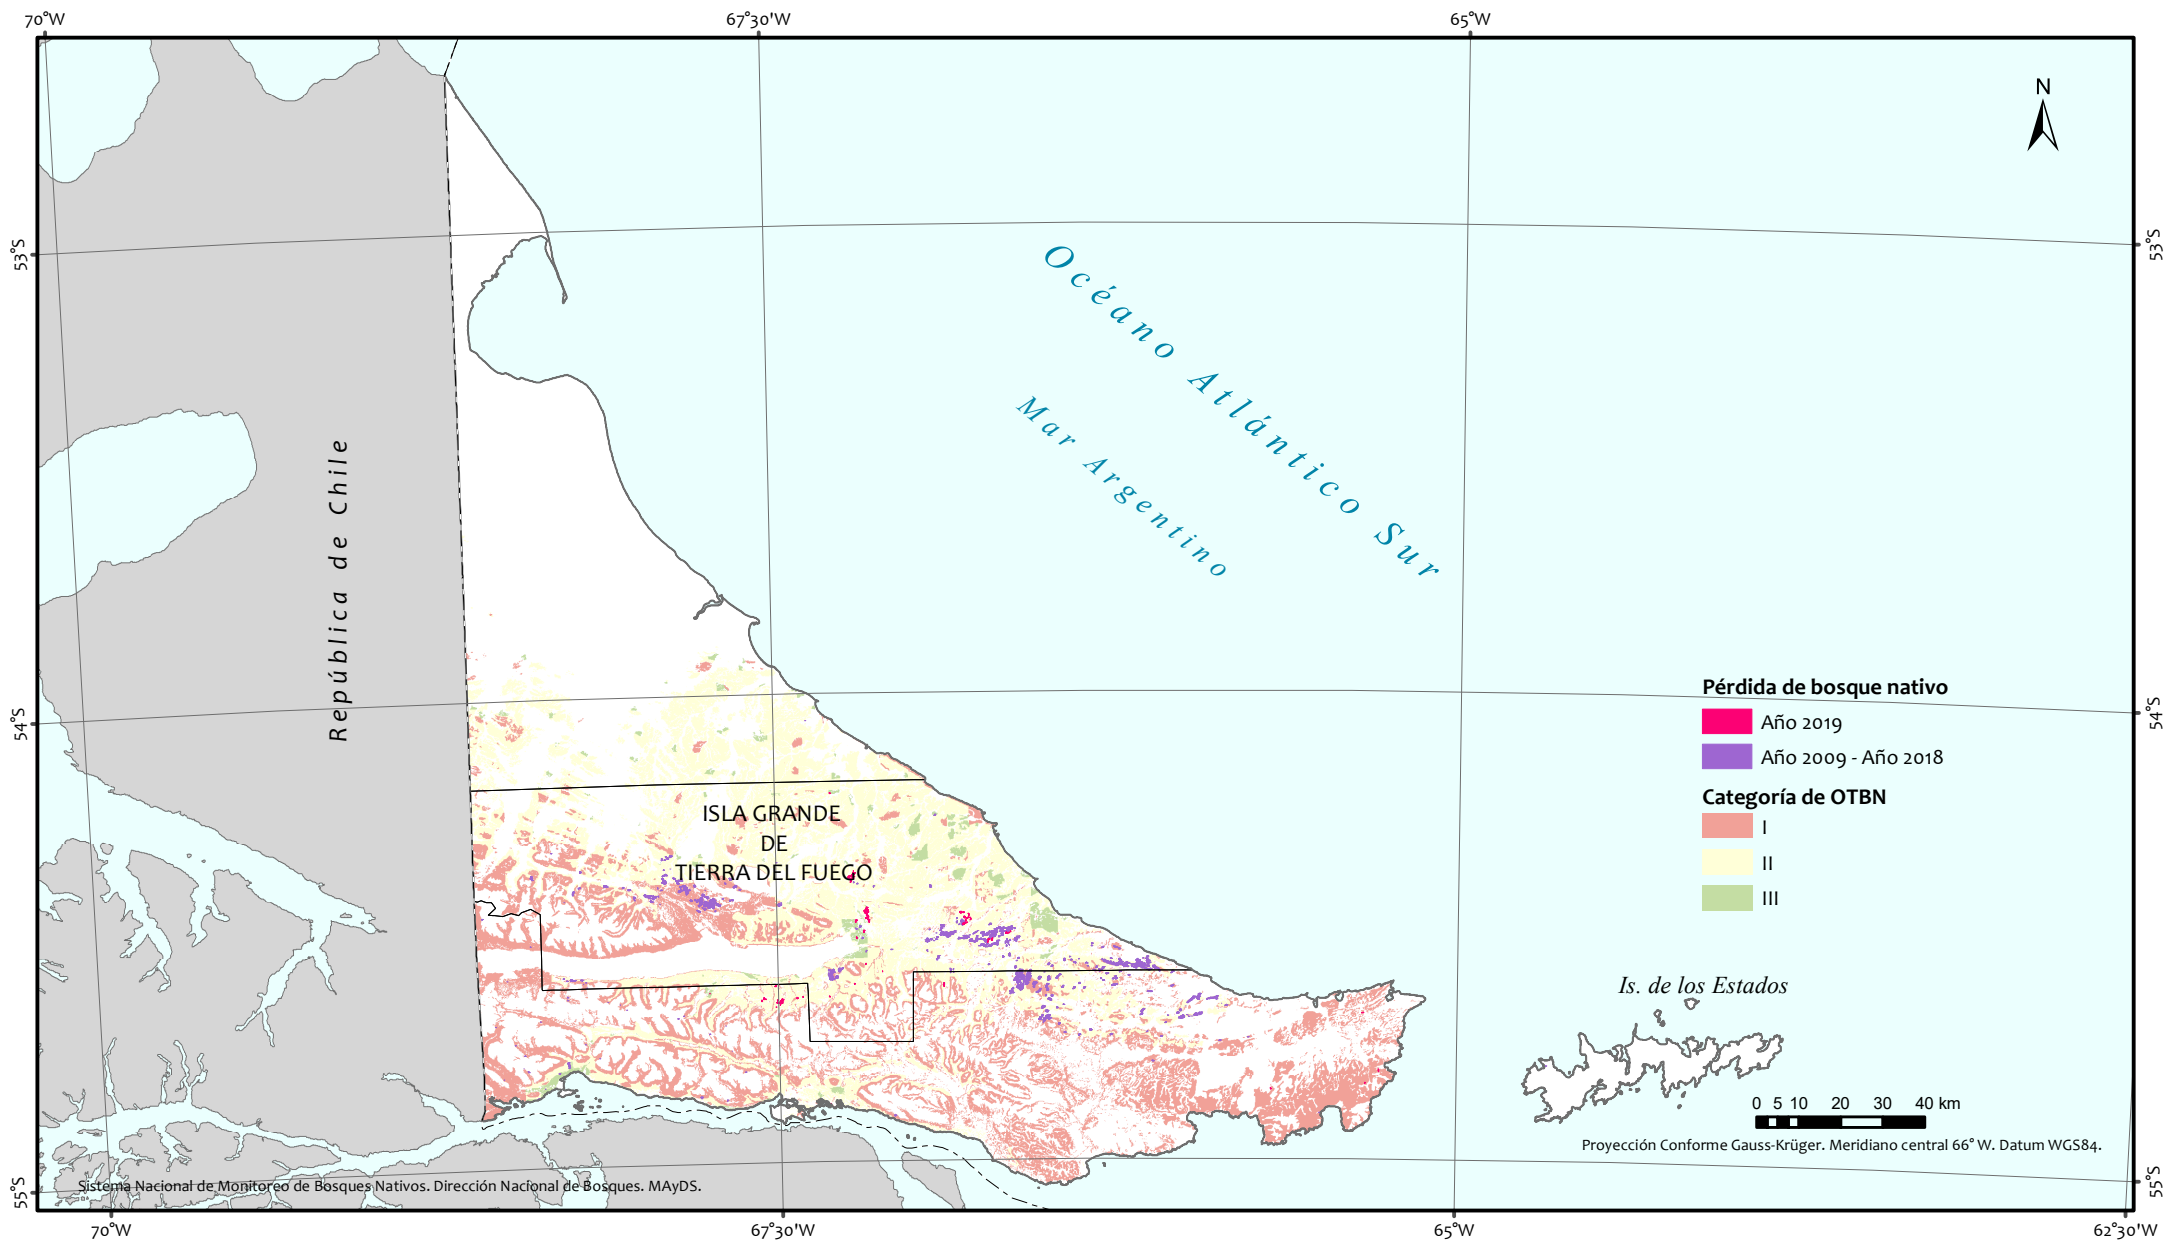 70°W
67°30'W
65°W
N
53°S
53°S
Océano Atlántico Sur
Mar Argentino
República de Chile
54°S
54°S
Pérdida de bosque nativo
Año 2019
Año 2009 - Año 2018
Categoría de OTBN
I
II
III
ISLA GRANDE
DE
TIERRA DEL FUEGO
Is. de los Estados
0 5 10 20 30 40 km
Proyección Conforme Gauss-Krüger. Meridiano central 66° W. Datum WGS84.
Sistema Nacional de Monitoreo de Bosques Nativos. Dirección Nacional de Bosques. MAyDS.
55°S
55°S
70°W
67°30'W
65°W
62°30'W